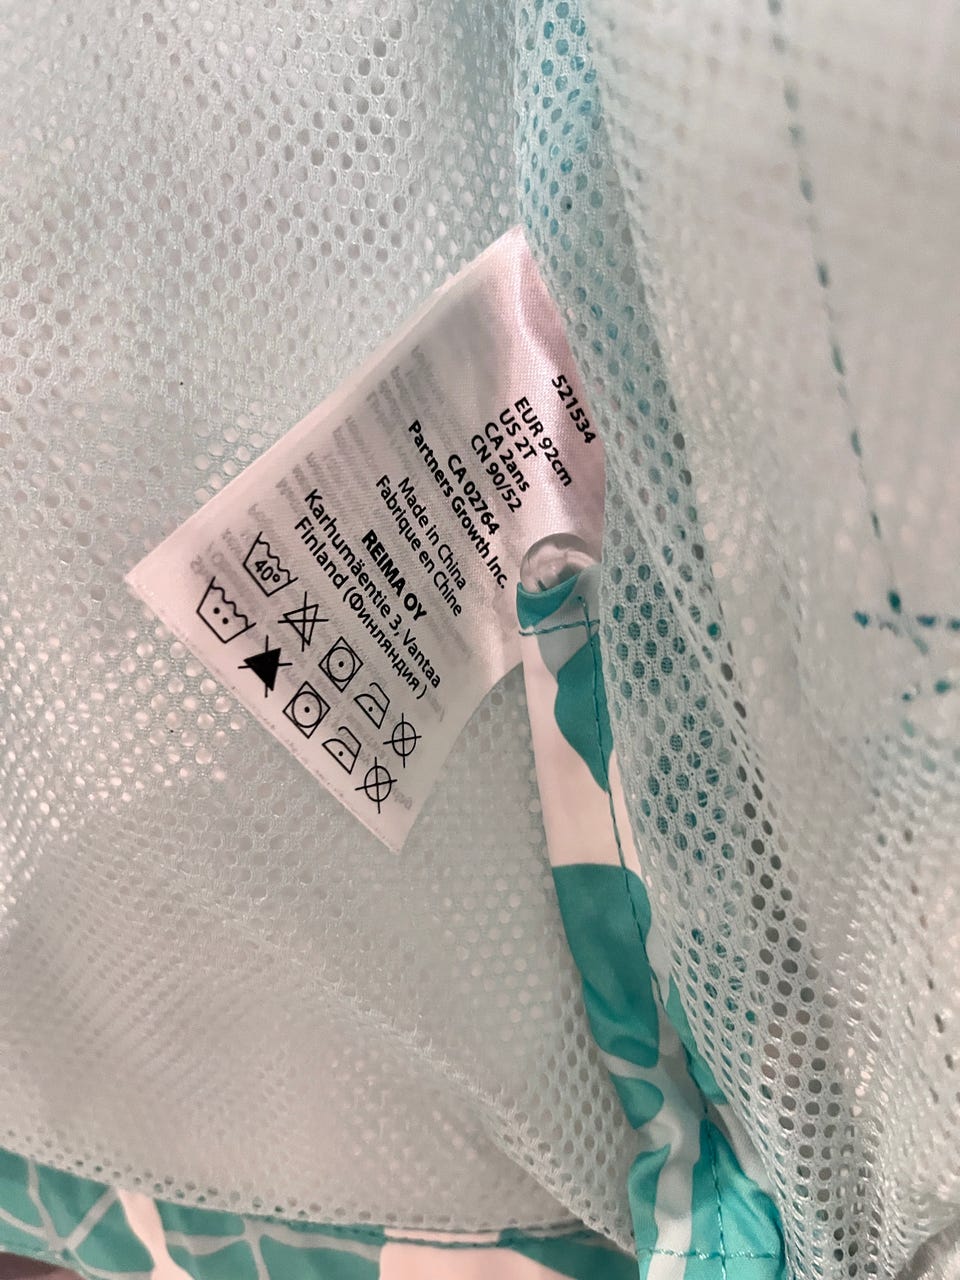 521534
EUR 92cm
US 2T
CA 2ans
CN 90/52
CA 02764
Partners Growth Inc.
Made in China
Fabriqué en Chine
REIMA OY
Karhumäentie 3, Vantaa
Finland (Финляндия)
40°